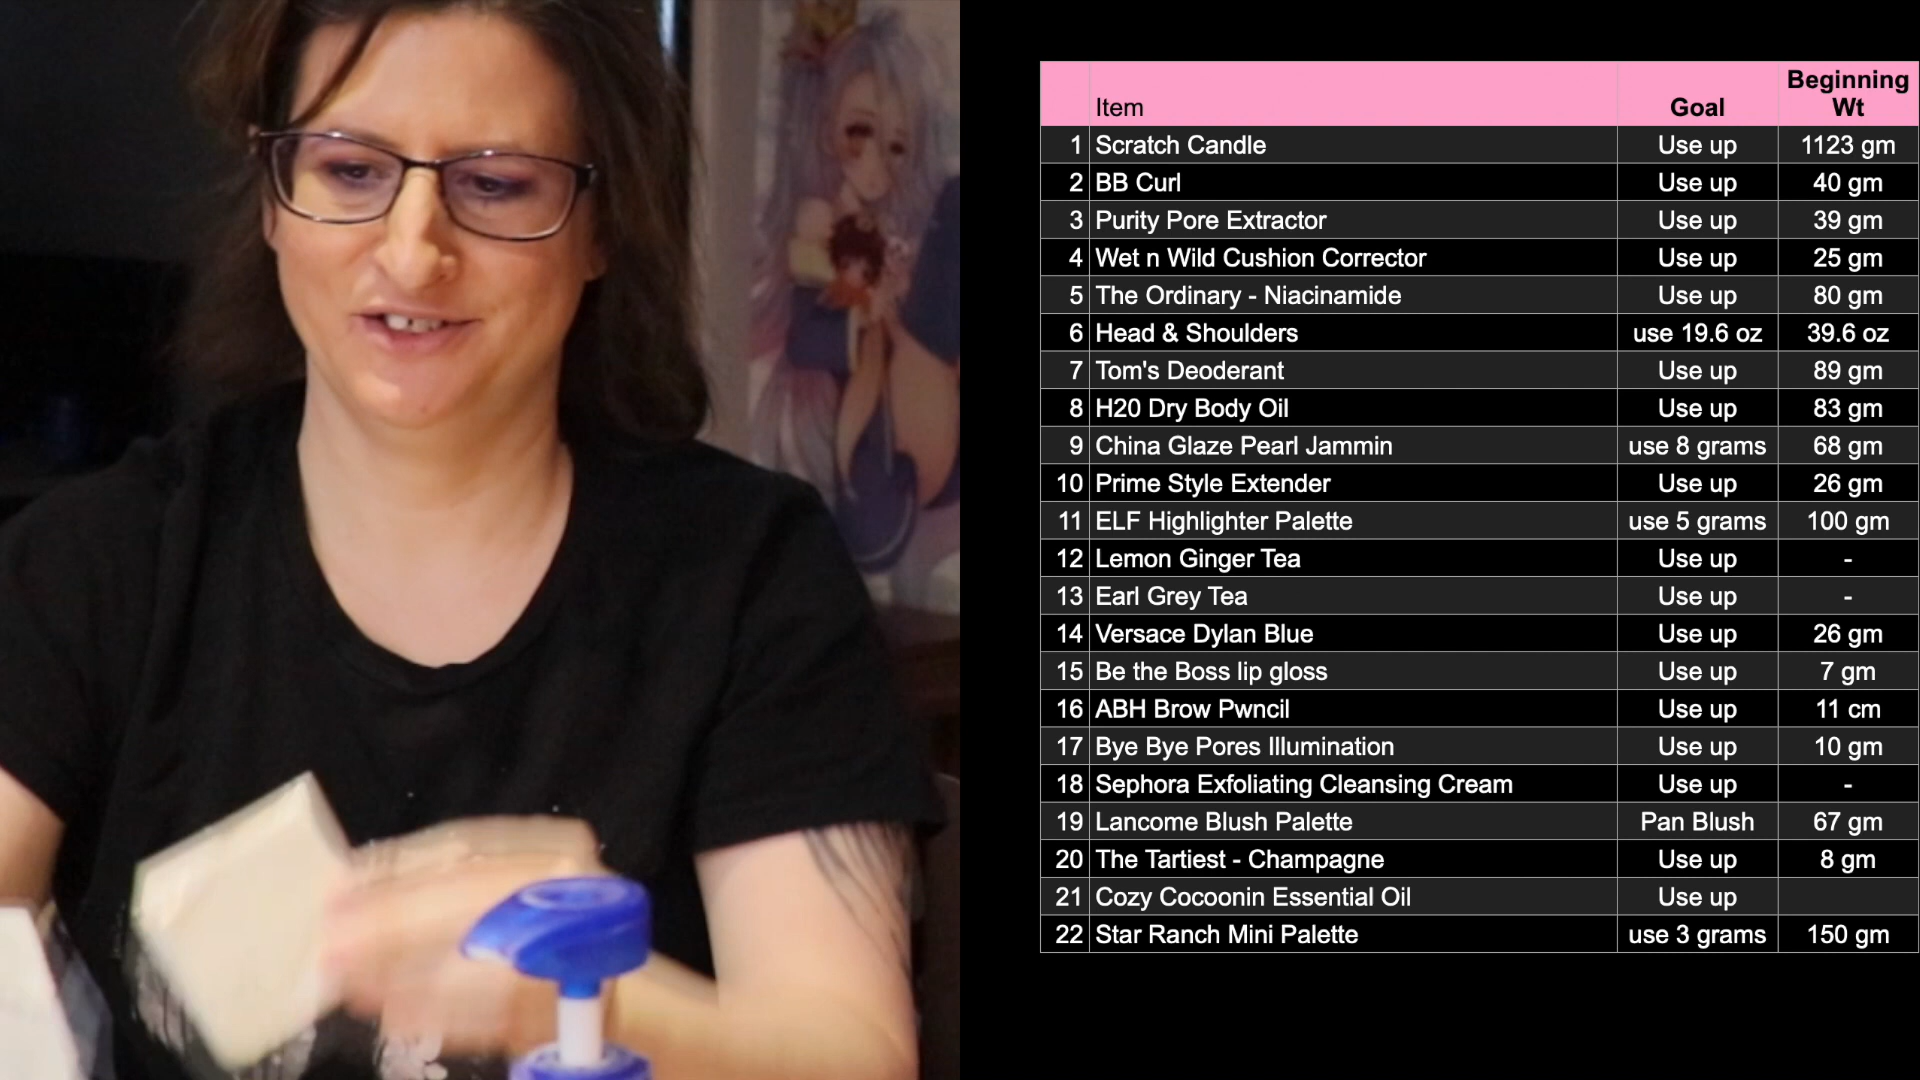 Item Goal Beginning Wt
1 Scratch Candle Use up 1123 gm
2 BB Curl Use up 40 gm
3 Purity Pore Extractor Use up 39 gm
4 Wet n Wild Cushion Corrector Use up 25 gm
5 The Ordinary - Niacinamide Use up 80 gm
6 Head & Shoulders use 19.6 oz 39.6 oz
7 Tom's Deoderant Use up 89 gm
8 H20 Dry Body Oil Use up 83 gm
9 China Glaze Pearl Jammin use 8 grams 68 gm
10 Prime Style Extender Use up 26 gm
11 ELF Highlighter Palette use 5 grams 100 gm
12 Lemon Ginger Tea Use up -
13 Earl Grey Tea Use up -
14 Versace Dylan Blue Use up 26 gm
15 Be the Boss lip gloss Use up 7 gm
16 ABH Brow Pwncil Use up 11 cm
17 Bye Bye Pores Illumination Use up 10 gm
18 Sephora Exfoliating Cleansing Cream Use up -
19 Lancome Blush Palette Pan Blush 67 gm
20 The Tartiest - Champagne Use up 8 gm
21 Cozy Cocoonin Essential Oil Use up
22 Star Ranch Mini Palette use 3 grams 150 gm